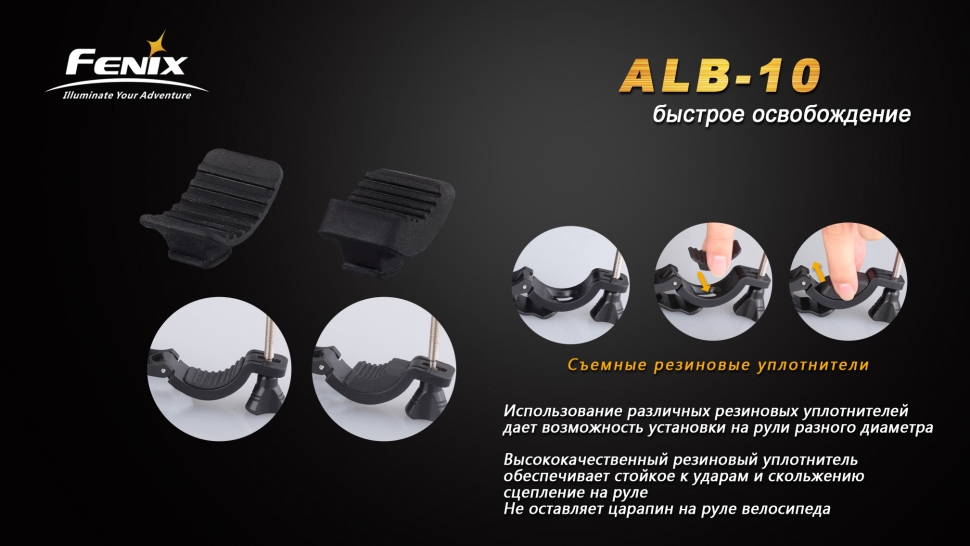 FENIX
Illuminate Your Adventure
ALB-10
быстрое освобождение
Съемные резиновые уплотнители
Использование различных резиновых уплотнителей
дает возможность установки на рули разного диаметра
Высококачественный резиновый уплотнитель
обеспечивает стойкое к ударам и скольжению
сцепление на руле
Не оставляет царапин на руле велосипеда